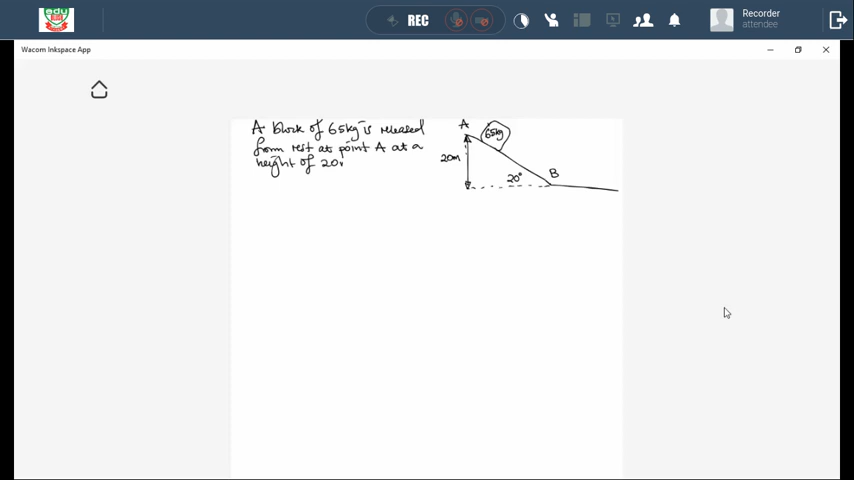 edu
REC
Recorder
attendee
Wacom Inkspace App
A block of 65kg is released
from rest at point A at a
height of 20
A
65kg
20m
20°
B